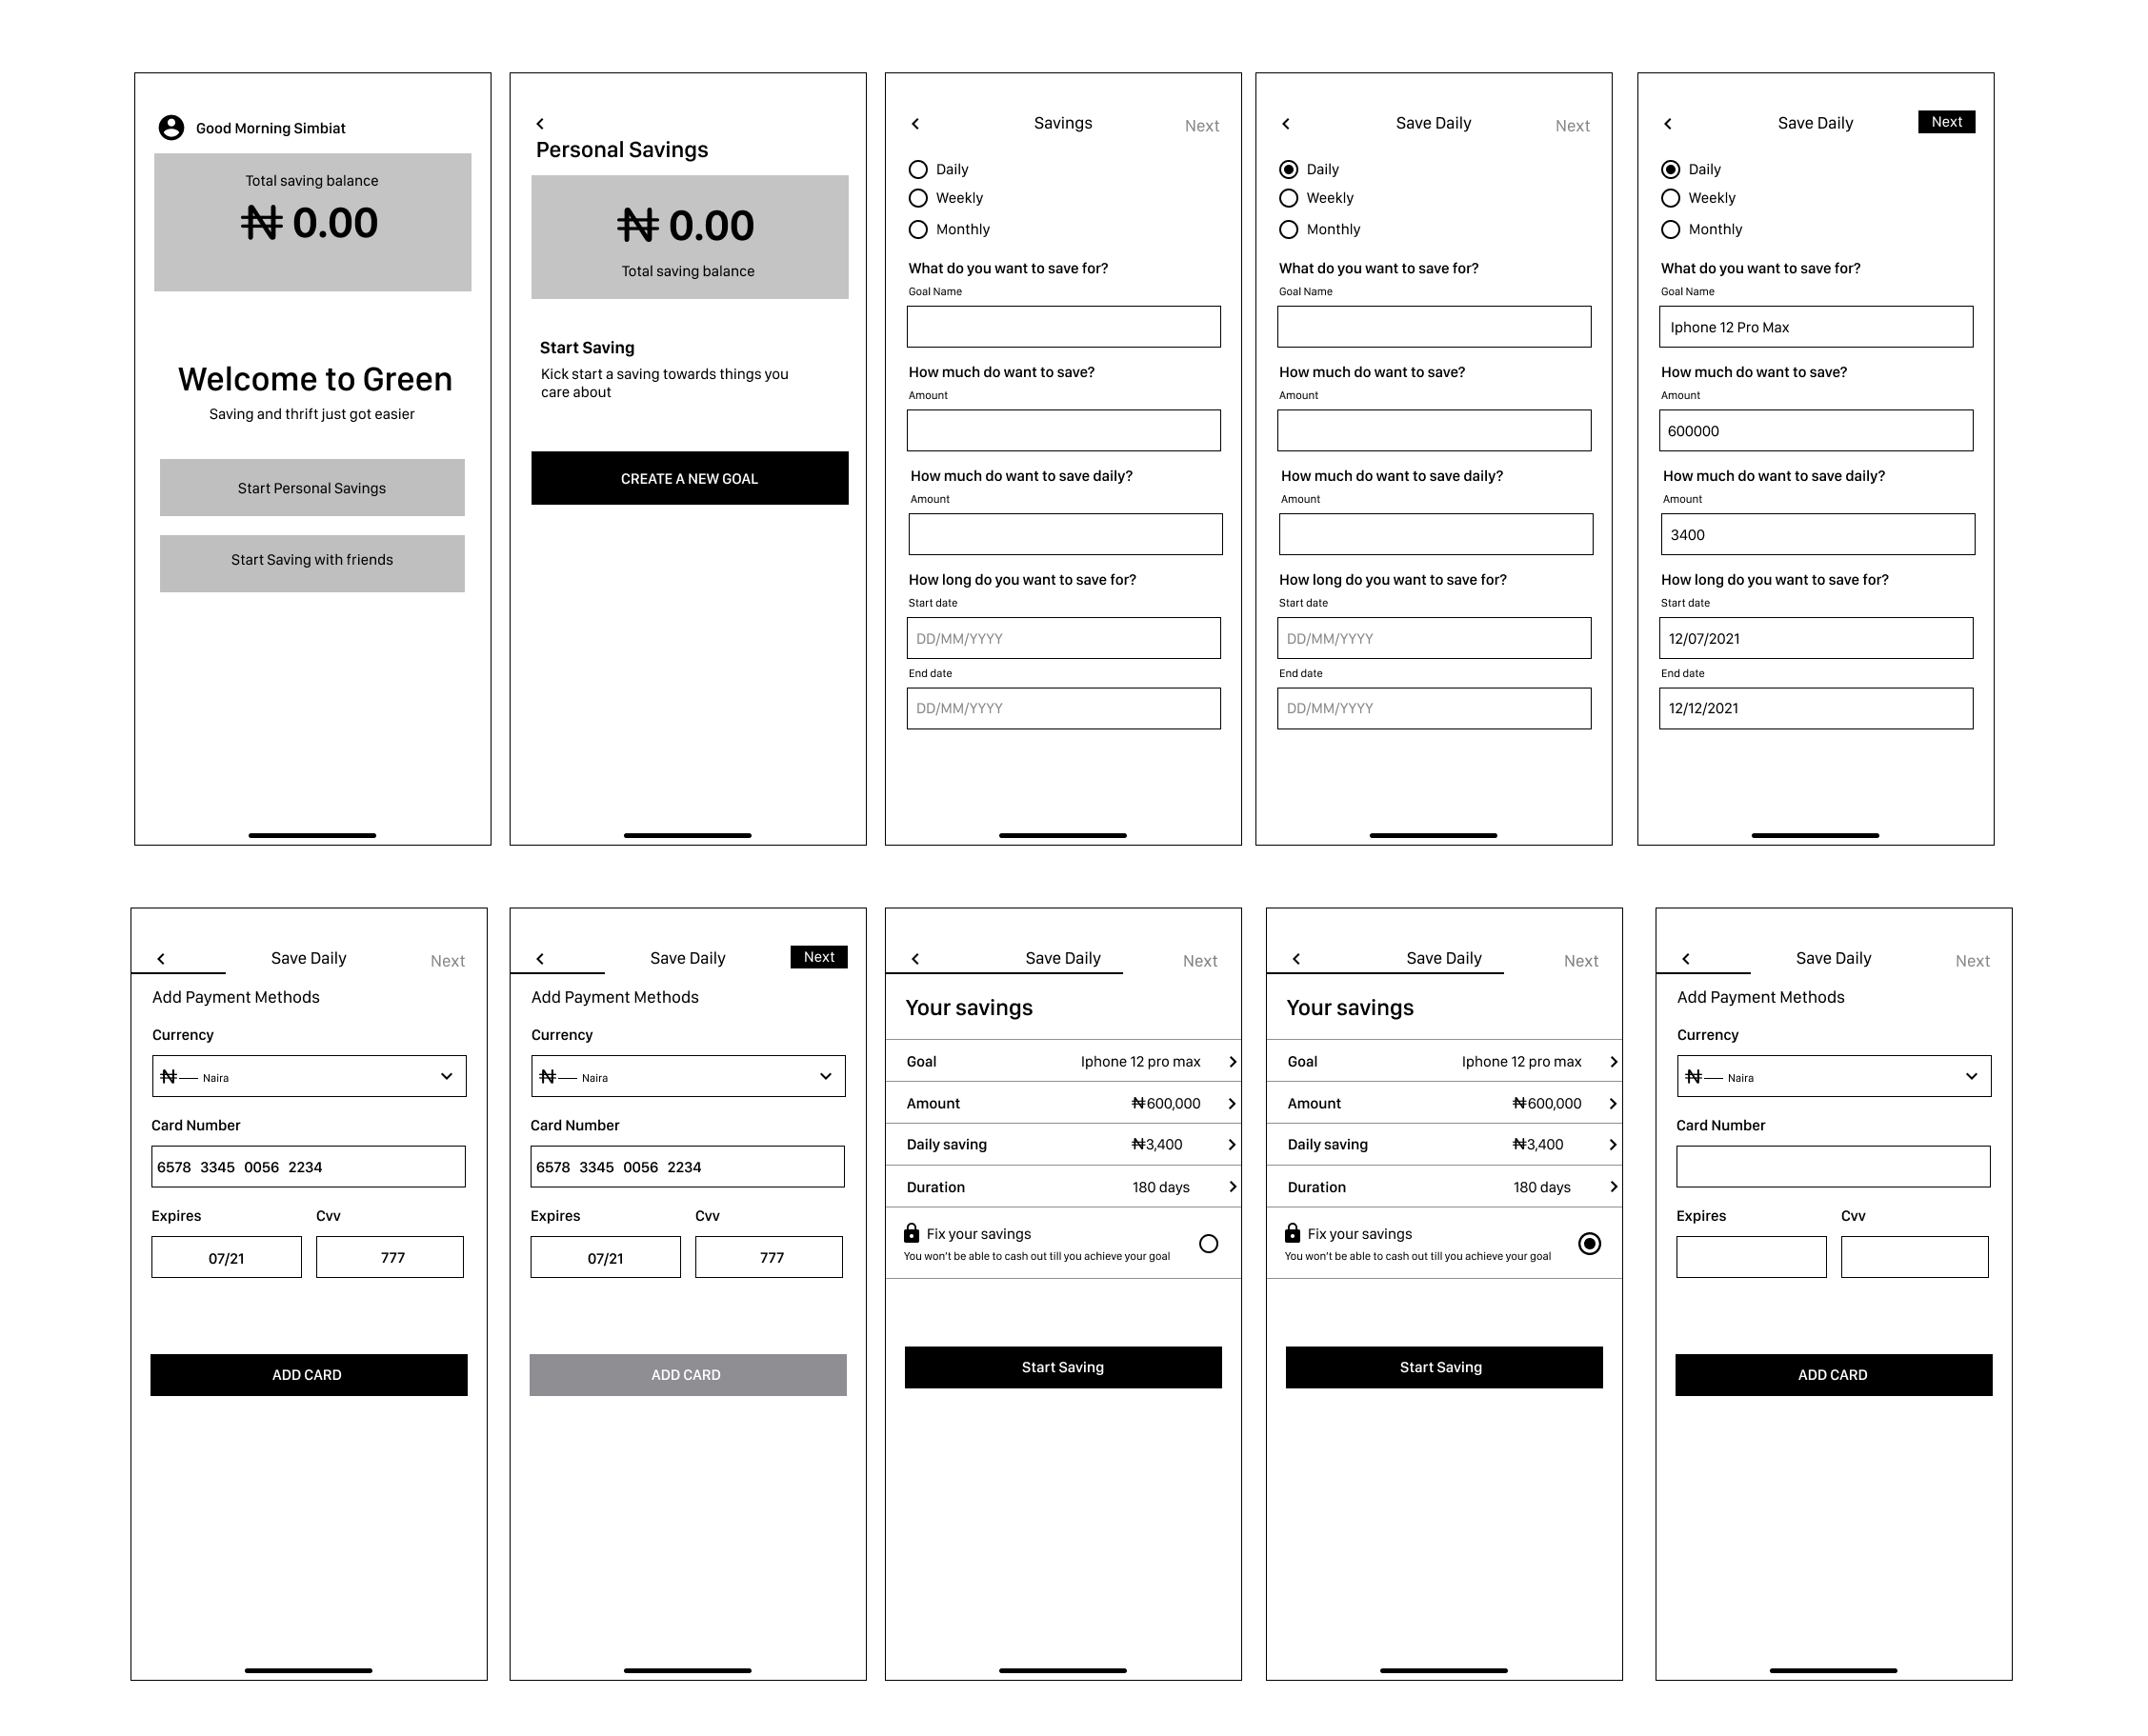 Good Morning Simbiat
Total saving balance
₦ 0.00
Welcome to Green
Saving and thrift just got easier
Start Personal Savings
Start Saving with friends
Personal Savings
₦ 0.00
Total saving balance
Start Saving
Kick start a saving towards things you
care about
CREATE A NEW GOAL
Savings
Next
Daily
Weekly
Monthly
What do you want to save for?
Goal Name
How much do want to save?
Amount
How much do want to save daily?
Amount
How long do you want to save for?
Start date
DD/MM/YYYY
End date
DD/MM/YYYY
Save Daily
Next
Daily
Weekly
Monthly
What do you want to save for?
Goal Name
How much do want to save?
Amount
How much do want to save daily?
Amount
How long do you want to save for?
Start date
DD/MM/YYYY
End date
DD/MM/YYYY
Save Daily
Next
Daily
Weekly
Monthly
What do you want to save for?
Goal Name
Iphone 12 Pro Max
How much do want to save?
Amount
600000
How much do want to save daily?
Amount
3400
How long do you want to save for?
Start date
12/07/2021
End date
12/12/2021
Save Daily
Next
Add Payment Methods
Currency
₦ — Naira
Card Number
6578 3345 0056 2234
Expires
Cvv
07/21
777
ADD CARD
Save Daily
Next
Add Payment Methods
Currency
₦ — Naira
Card Number
6578 3345 0056 2234
Expires
Cvv
07/21
777
ADD CARD
Save Daily
Next
Your savings
Goal Iphone 12 pro max
Amount ₦600,000
Daily saving ₦3,400
Duration 180 days
Fix your savings
You won't be able to cash out till you achieve your goal
Start Saving
Save Daily
Next
Your savings
Goal Iphone 12 pro max
Amount ₦600,000
Daily saving ₦3,400
Duration 180 days
Fix your savings
You won't be able to cash out till you achieve your goal
Start Saving
Save Daily
Next
Add Payment Methods
Currency
₦ — Naira
Card Number
Expires
Cvv
ADD CARD